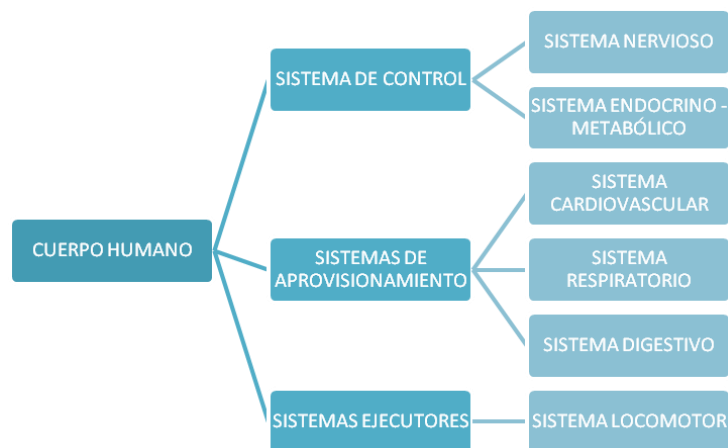 CUERPO HUMANO
SISTEMA DE CONTROL
SISTEMA NERVIOSO
SISTEMA ENDOCRINO -
METABÓLICO
SISTEMAS DE
APROVISIONAMIENTO
SISTEMA
CARDIOVASCULAR
SISTEMA
RESPIRATORIO
SISTEMA DIGESTIVO
SISTEMAS EJECUTORES
SISTEMA LOCOMOTOR